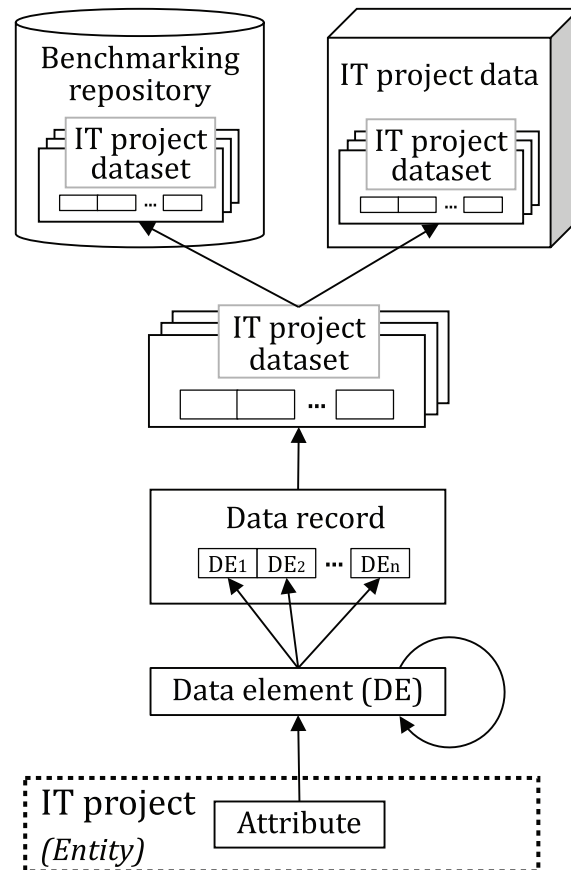 Benchmarking
repository
IT project
dataset
...
IT project data
IT project
dataset
...
IT project
dataset
...
Data record
DE1 DE2 ... DEn
Data element (DE)
IT project
(Entity)
Attribute